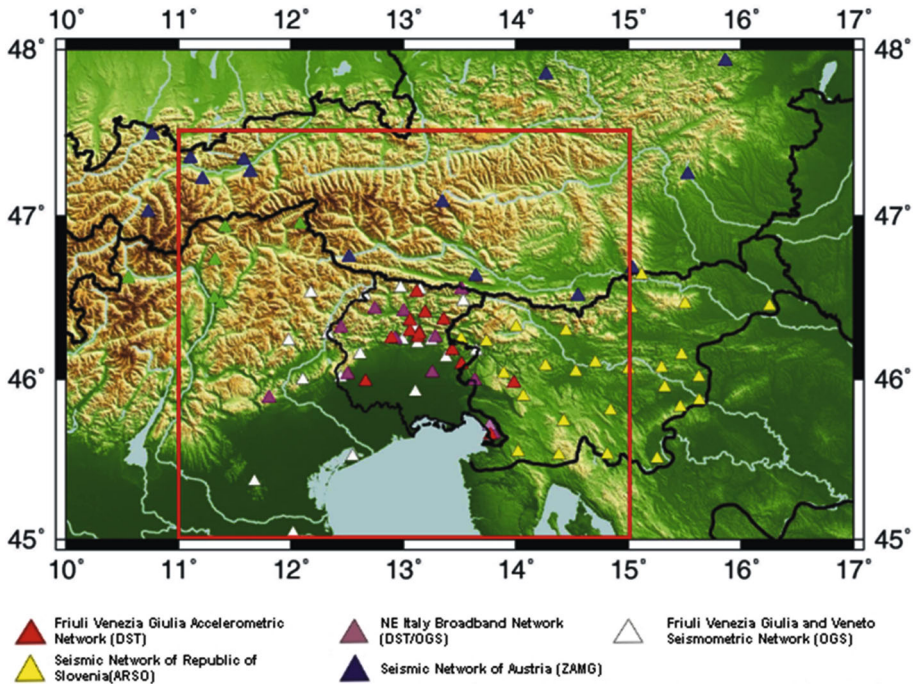 10° 11° 12° 13° 14° 15° 16° 17°
48° 48°
47° 47°
46° 46°
45° 45°
10° 11° 12° 13° 14° 15° 16° 17°
Friuli Venezia Giulia Accelerometric
Network (DST)
NE Italy Broadband Network
(DST/OGS)
Friuli Venezia Giulia and Veneto
Seismometric Network (OGS)
Seismic Network of Republic of
Slovenia(ARSO)
Seismic Network of Austria (ZAMG)